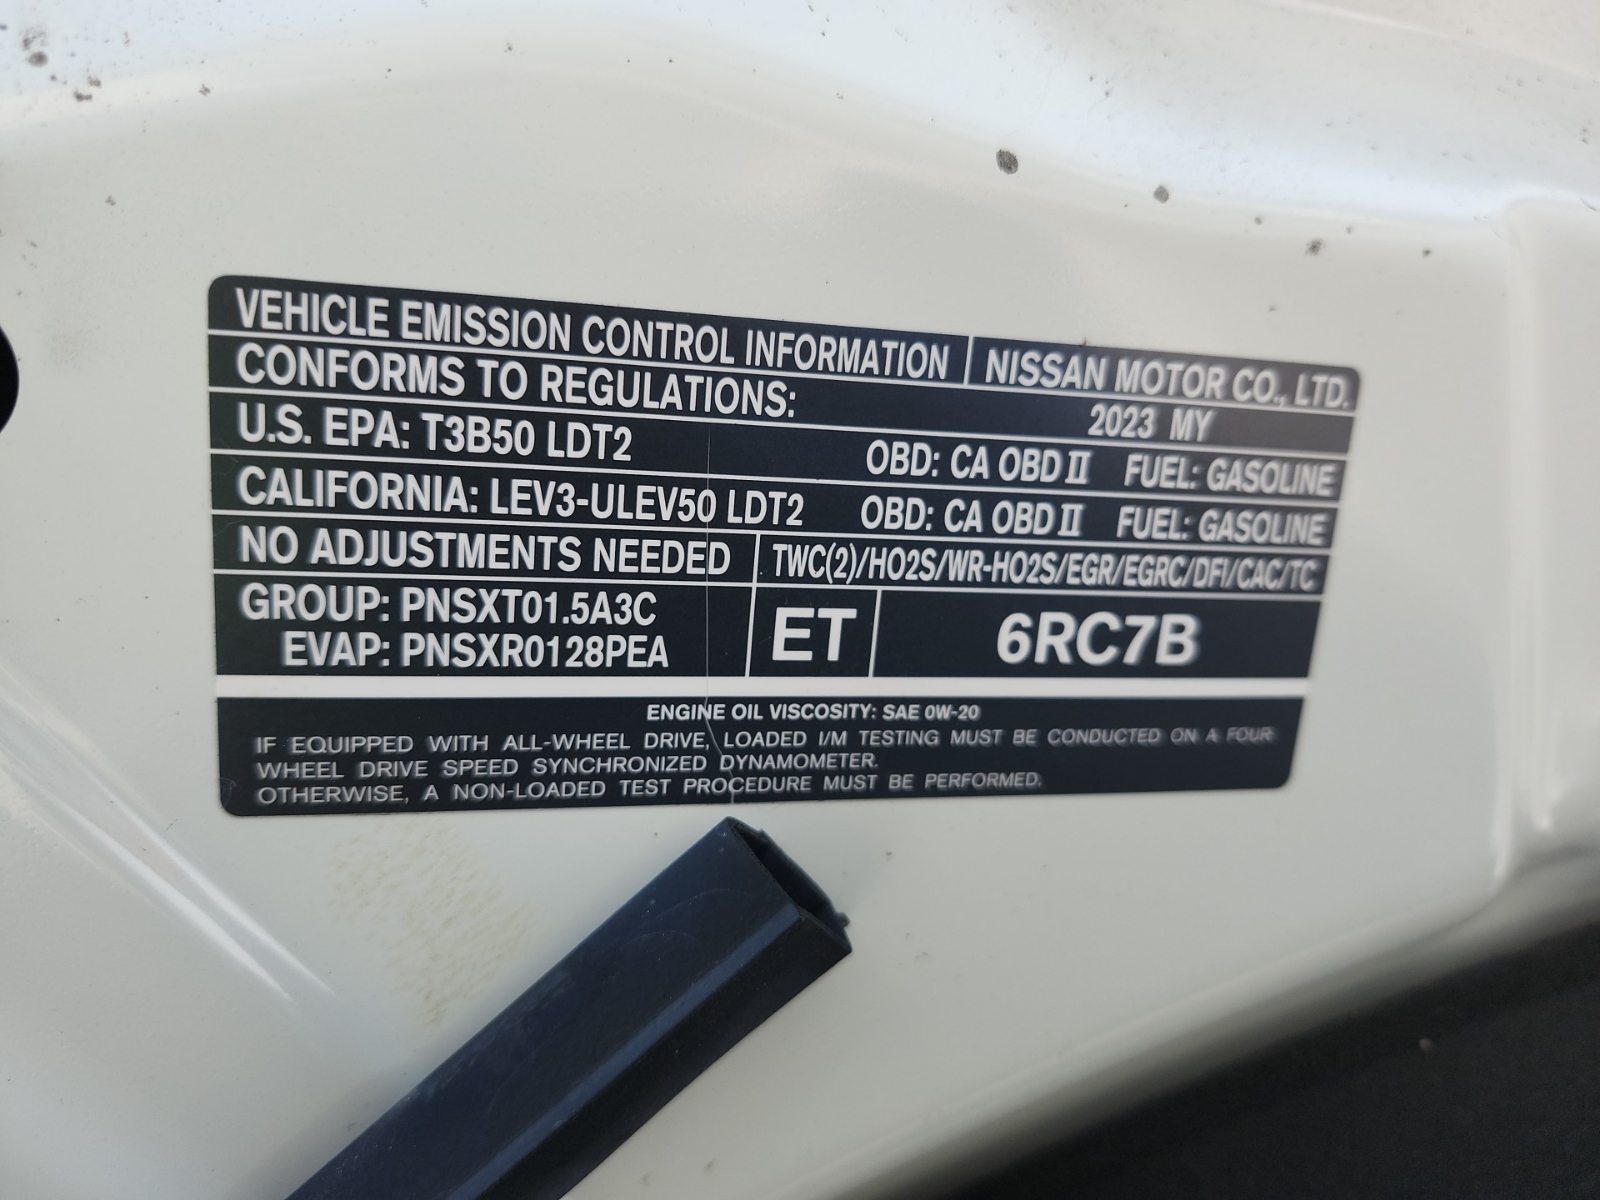 VEHICLE EMISSION CONTROL INFORMATION NISSAN MOTOR CO., LTD.
CONFORMS TO REGULATIONS: 2023 MY
U.S. EPA: T3B50 LDT2 OBD: CA OBD II FUEL: GASOLINE
CALIFORNIA: LEV3-ULEV50 LDT2 OBD: CA OBD II FUEL: GASOLINE
NO ADJUSTMENTS NEEDED TWC(2)/HO2S/WR-HO2S/EGR/EGRC/DFI/CAC/TC
GROUP: PNSXT01.5A3C
EVAP: PNSXR0128PEA
ET 6RC7B
ENGINE OIL VISCOSITY: SAE 0W-20
IF EQUIPPED WITH ALL-WHEEL DRIVE, LOADED I/M TESTING MUST BE CONDUCTED ON A FOUR
WHEEL DRIVE SPEED SYNCHRONIZED DYNAMOMETER.
OTHERWISE, A NON-LOADED TEST PROCEDURE MUST BE PERFORMED.